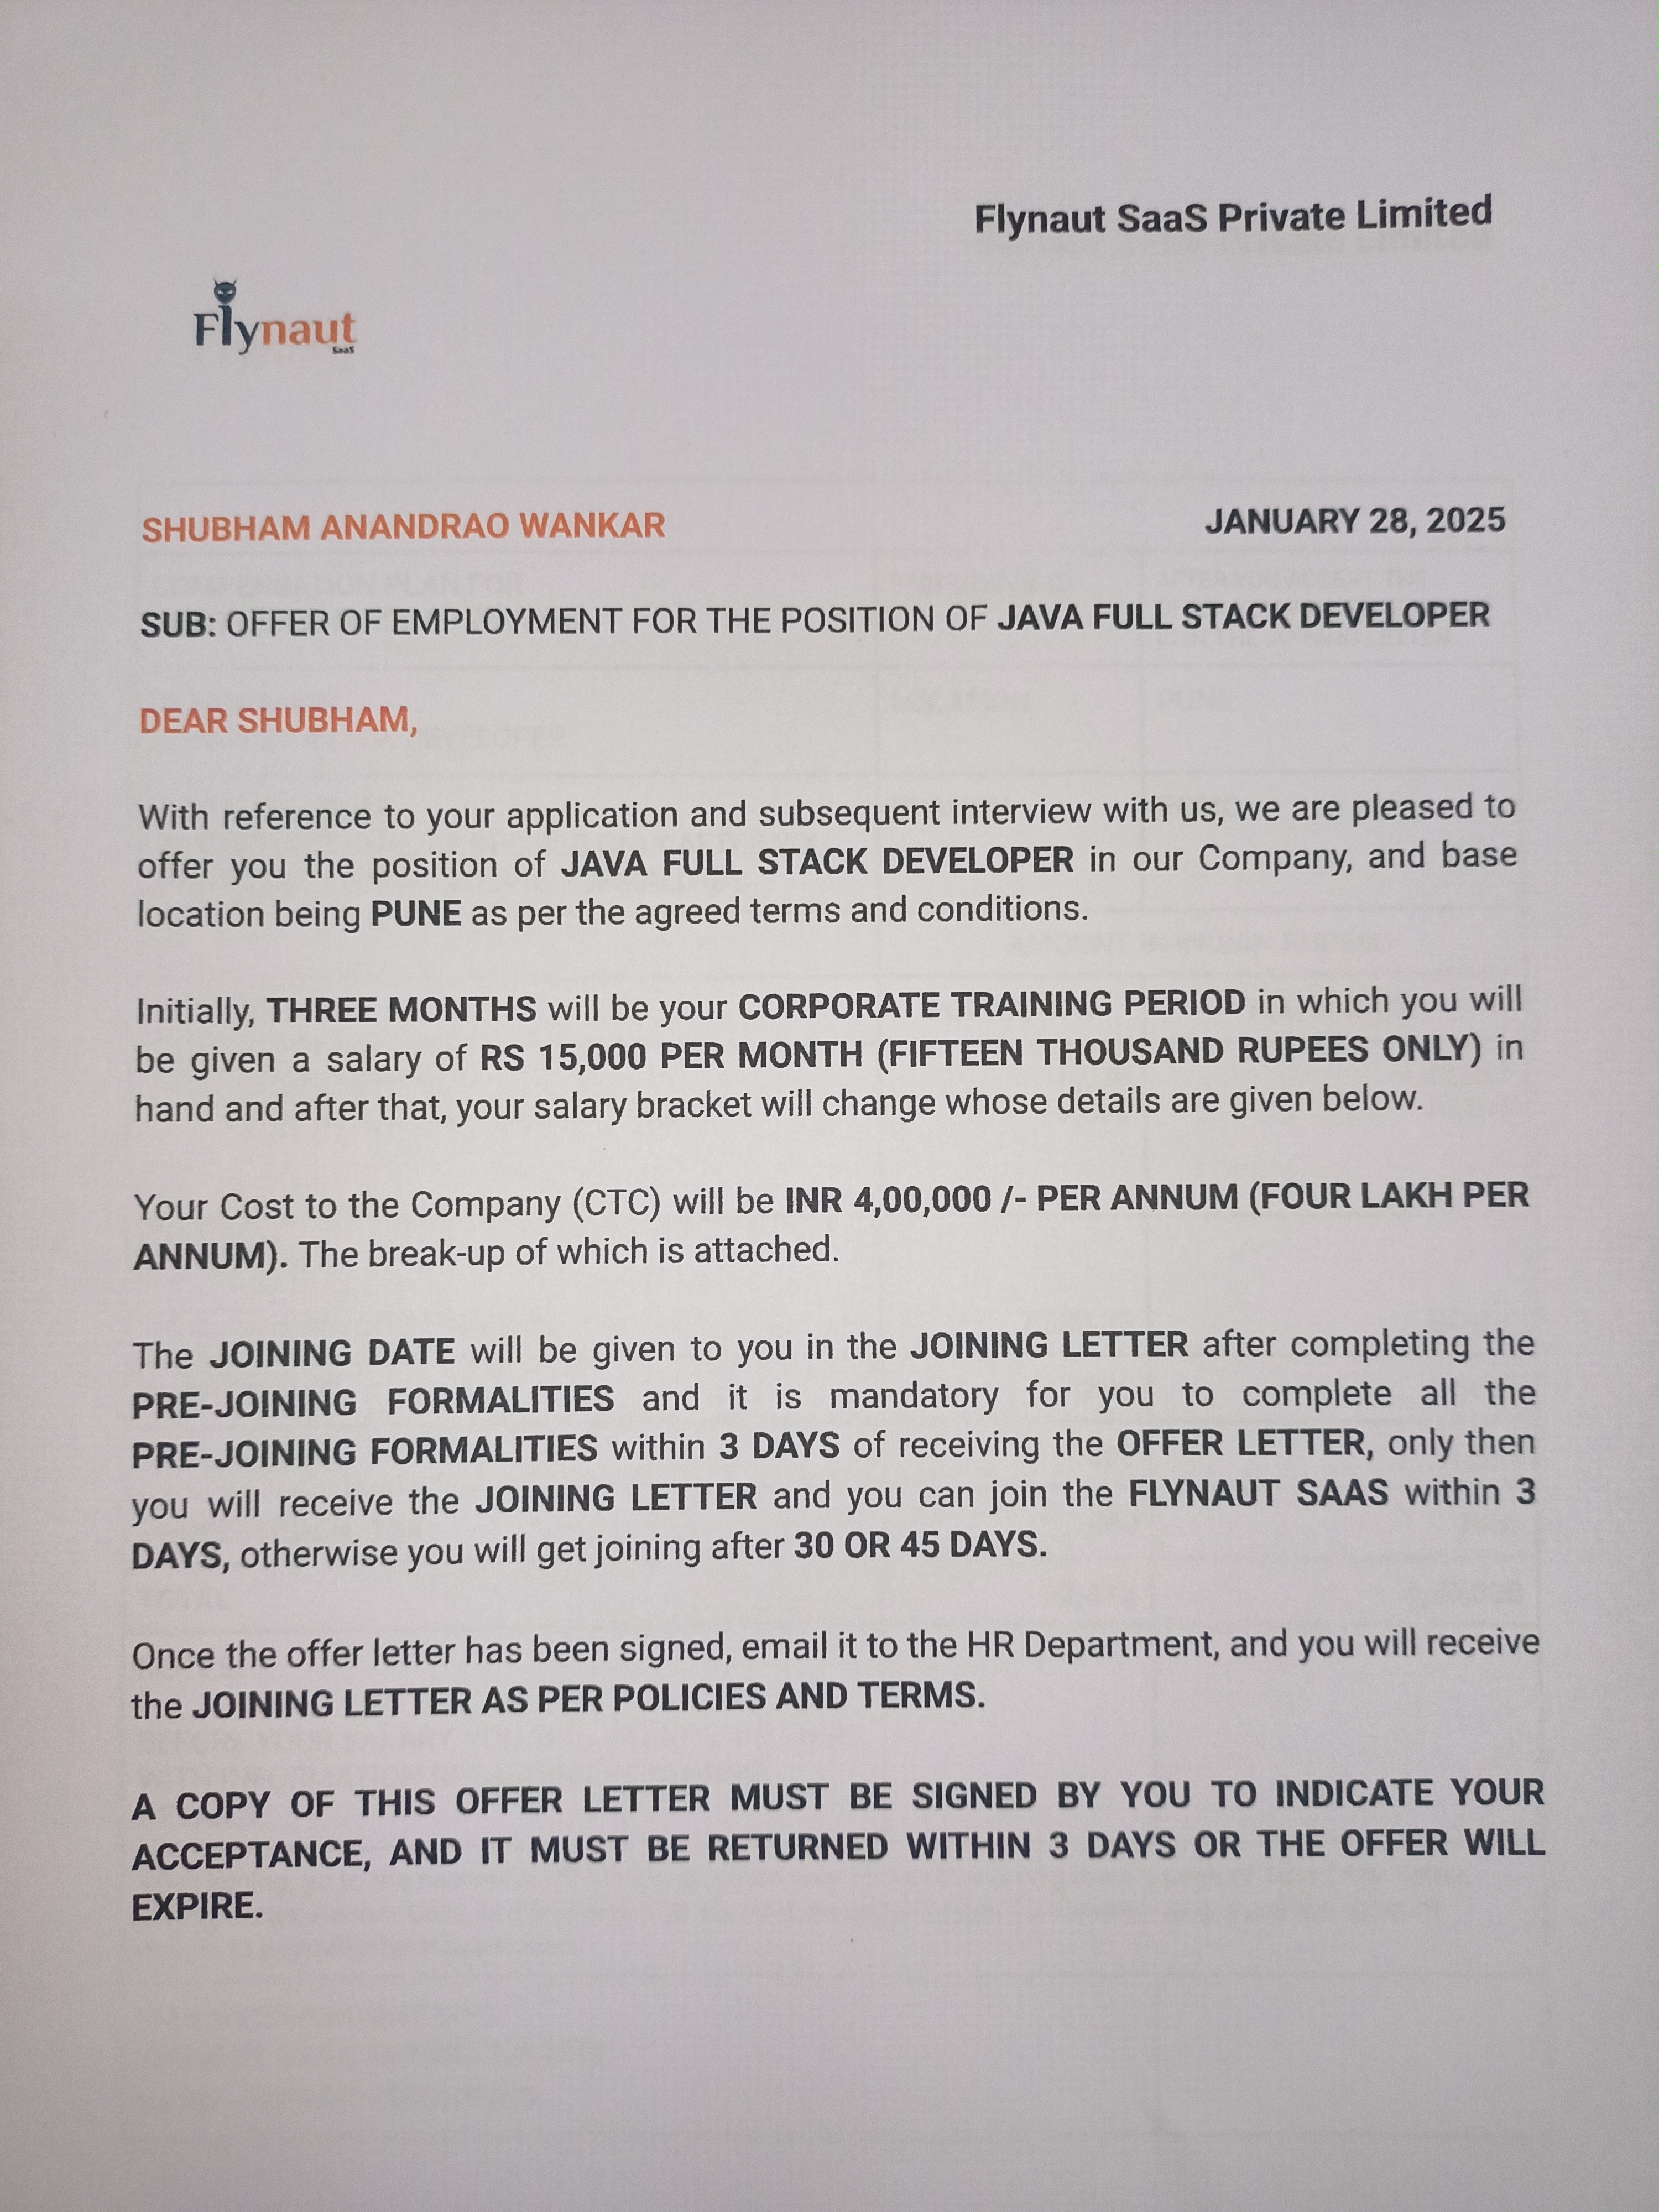 Flynaut SaaS Private Limited
Flynaut
SaaS
SHUBHAM ANANDRAO WANKAR JANUARY 28, 2025
SUB: OFFER OF EMPLOYMENT FOR THE POSITION OF JAVA FULL STACK DEVELOPER
DEAR SHUBHAM,
With reference to your application and subsequent interview with us, we are pleased to
offer you the position of JAVA FULL STACK DEVELOPER in our Company, and base
location being PUNE as per the agreed terms and conditions.
Initially, THREE MONTHS will be your CORPORATE TRAINING PERIOD in which you will
be given a salary of RS 15,000 PER MONTH (FIFTEEN THOUSAND RUPEES ONLY) in
hand and after that, your salary bracket will change whose details are given below.
Your Cost to the Company (CTC) will be INR 4,00,000 /- PER ANNUM (FOUR LAKH PER
ANNUM). The break-up of which is attached.
The JOINING DATE will be given to you in the JOINING LETTER after completing the
PRE-JOINING FORMALITIES and it is mandatory for you to complete all the
PRE-JOINING FORMALITIES within 3 DAYS of receiving the OFFER LETTER, only then
you will receive the JOINING LETTER and you can join the FLYNAUT SAAS within 3
DAYS, otherwise you will get joining after 30 OR 45 DAYS.
Once the offer letter has been signed, email it to the HR Department, and you will receive
the JOINING LETTER AS PER POLICIES AND TERMS.
A COPY OF THIS OFFER LETTER MUST BE SIGNED BY YOU TO INDICATE YOUR
ACCEPTANCE, AND IT MUST BE RETURNED WITHIN 3 DAYS OR THE OFFER WILL
EXPIRE.